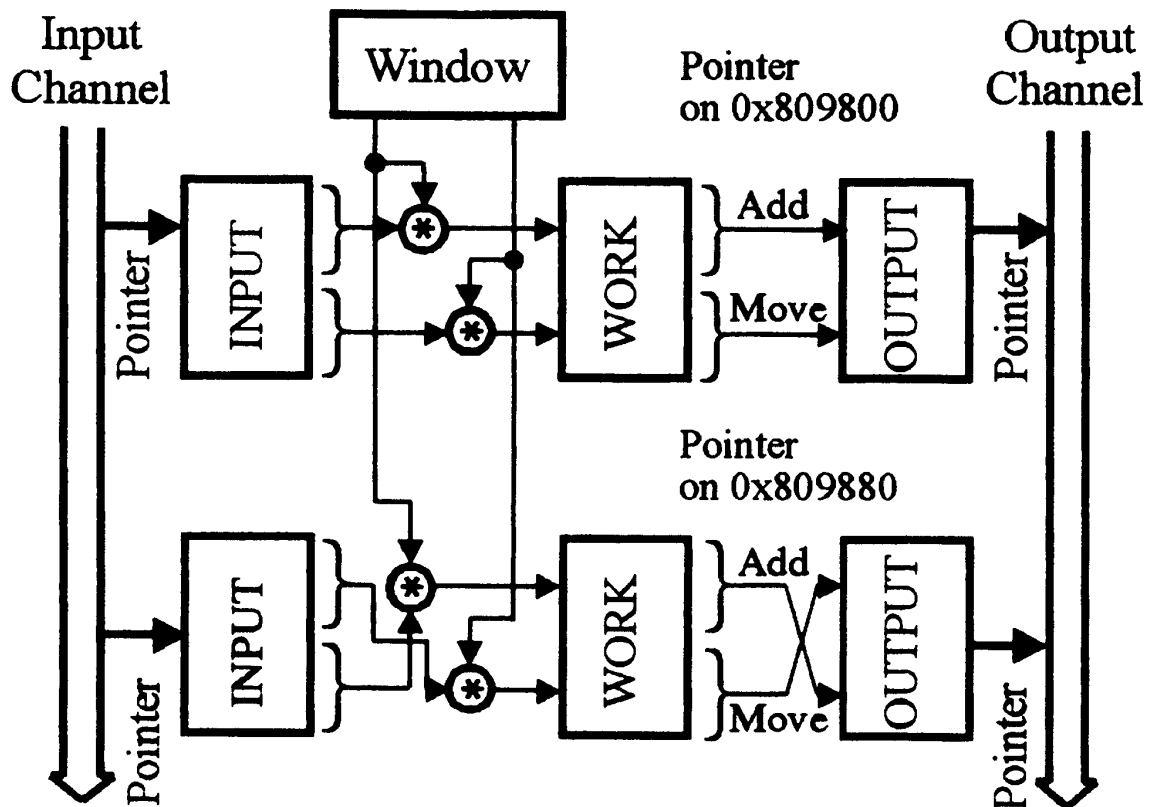 Input
Channel
Window
Pointer
on 0x809800
Output
Channel
Pointer
INPUT
*
*
WORK
Add
Move
OUTPUT
Pointer
Pointer
on 0x809880
Pointer
INPUT
*
*
WORK
Add
Move
OUTPUT
Pointer